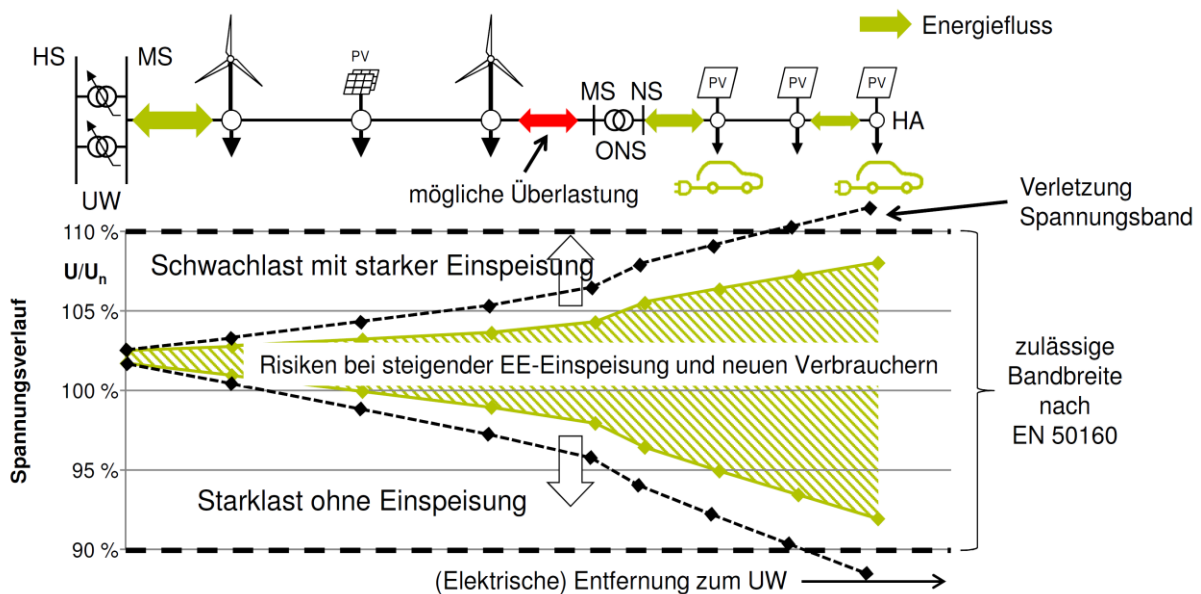 Energiefluss
HS
MS
PV
MS
NS
PV
PV
PV
HA
ONS
UW
mögliche Überlastung
Verletzung
Spannungsband
110 %
U/Un
Schwachlast mit starker Einspeisung
105 %
Risiken bei steigender EE-Einspeisung und neuen Verbrauchern
100 %
zulässige
Bandbreite
nach
EN 50160
Spannungsverlauf
95 %
Starklast ohne Einspeisung
90 %
(Elektrische) Entfernung zum UW